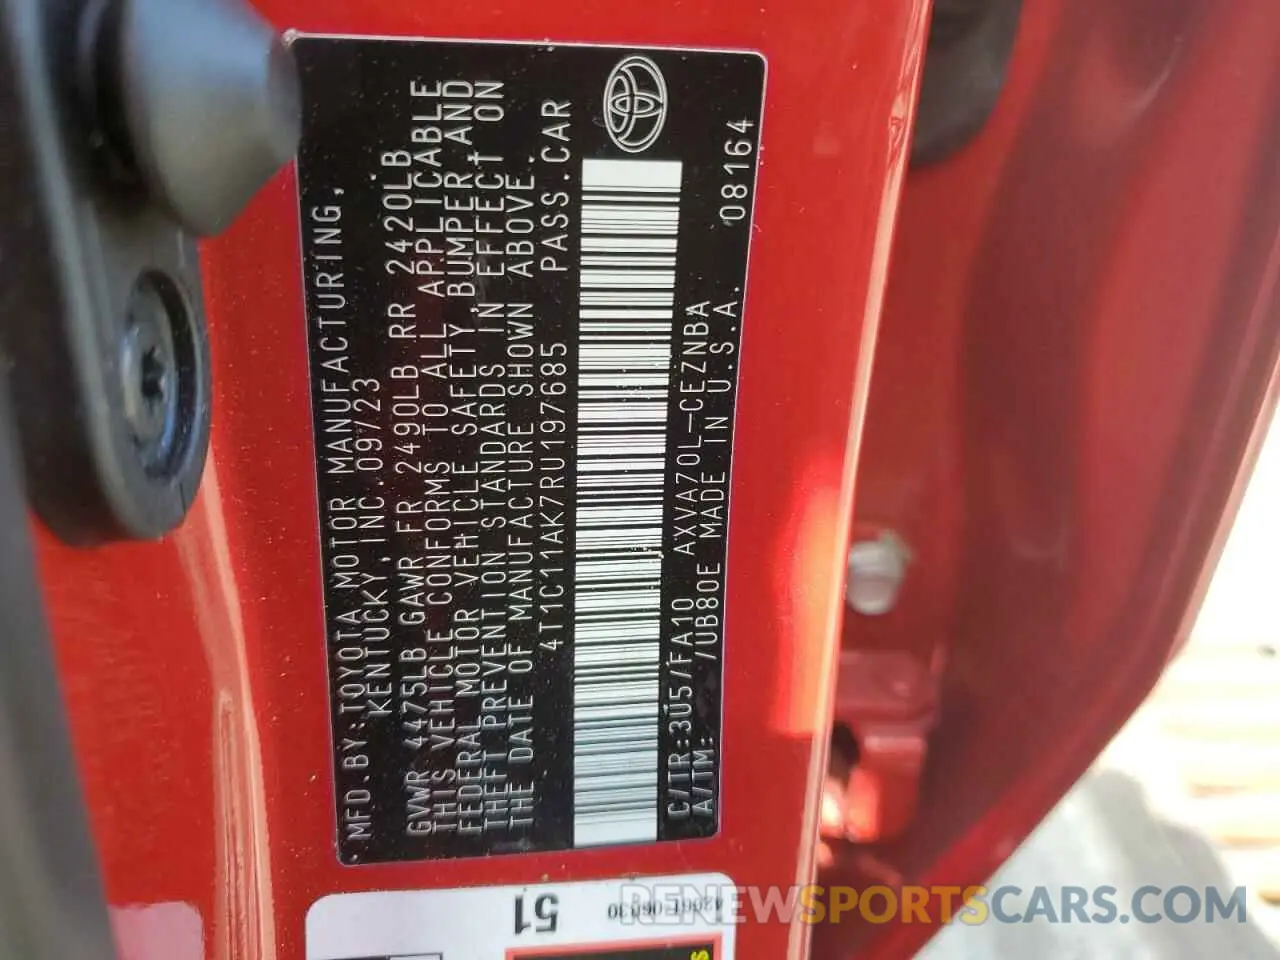 MFD.BY:TOYOTA MOTOR MANUFACTURING,
KENTUCKY, INC.09/23
GVWR 4475LB GAWR FR 2490LB RR 2420LB
THIS VEHICLE CONFORMS TO ALL APPLICABLE
FEDERAL MOTOR VEHICLE SAFETY, BUMPER, AND
THEFT PREVENTION STANDARDS IN EFFECT ON
THE DATE OF MANUFACTURE SHOWN ABOVE.
4T1C11AK7RU197685 PASS.CAR
C/TR:3U5/FA10 AXVA70L-CEZNBA
A/TM: /UB80E MADE IN U.S.A. 08164
51
RENEWSPORTSCARS.COM